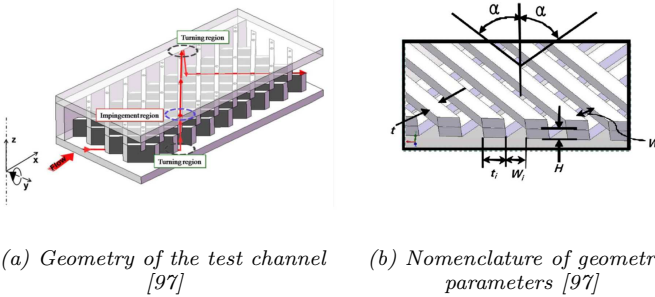 Turning region
Impingement region
Turning region
Flow
z
x
y
(a) Geometry of the test channel
[97]
α α
t
W
tᵢ Wᵢ H
(b) Nomenclature of geometr
parameters [97]